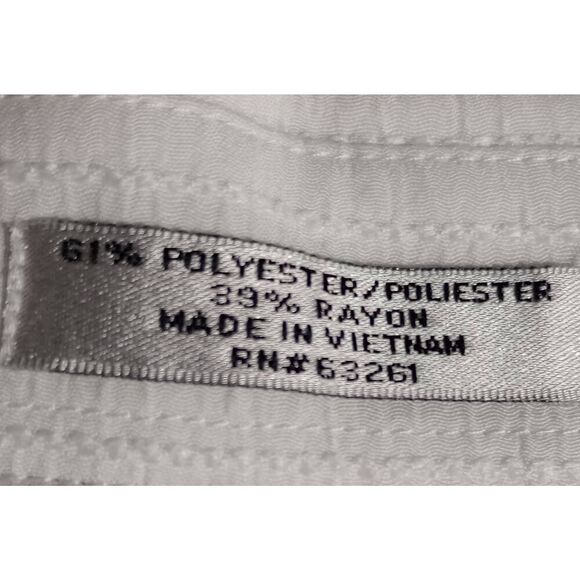 61% POLYESTER/POLIESTER
39% RAYON
MADE IN VIETNAM
RN# 63261